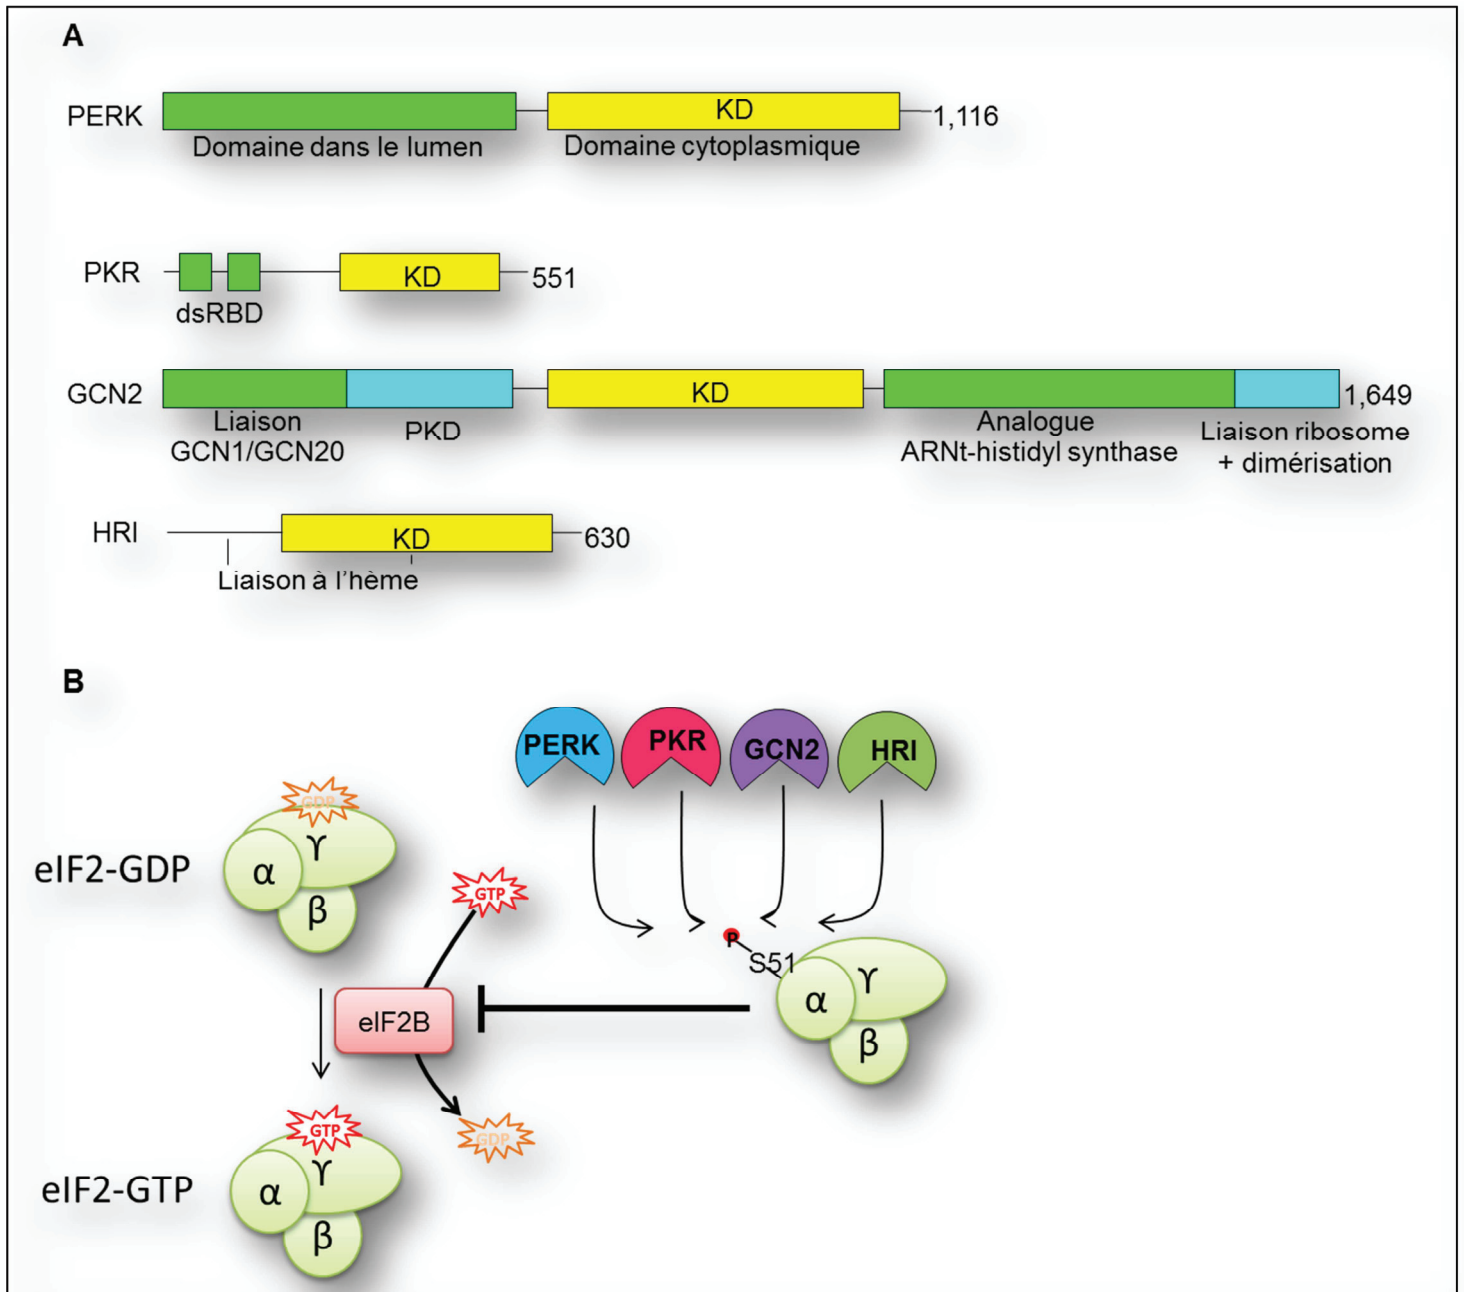 A
PERK
KD
1,116
Domaine dans le lumen
Domaine cytoplasmique
PKR
KD
551
dsRBD
GCN2
KD
1,649
Liaison
GCN1/GCN20
PKD
Analogue
ARNt-histidyl synthase
Liaison ribosome
+ dimérisation
HRI
KD
630
Liaison à l'hème
B
PERK
PKR
GCN2
HRI
GDP
eIF2-GDP
α
γ
β
GTP
P
S51
α
γ
β
eIF2B
GTP
GDP
eIF2-GTP
α
γ
β